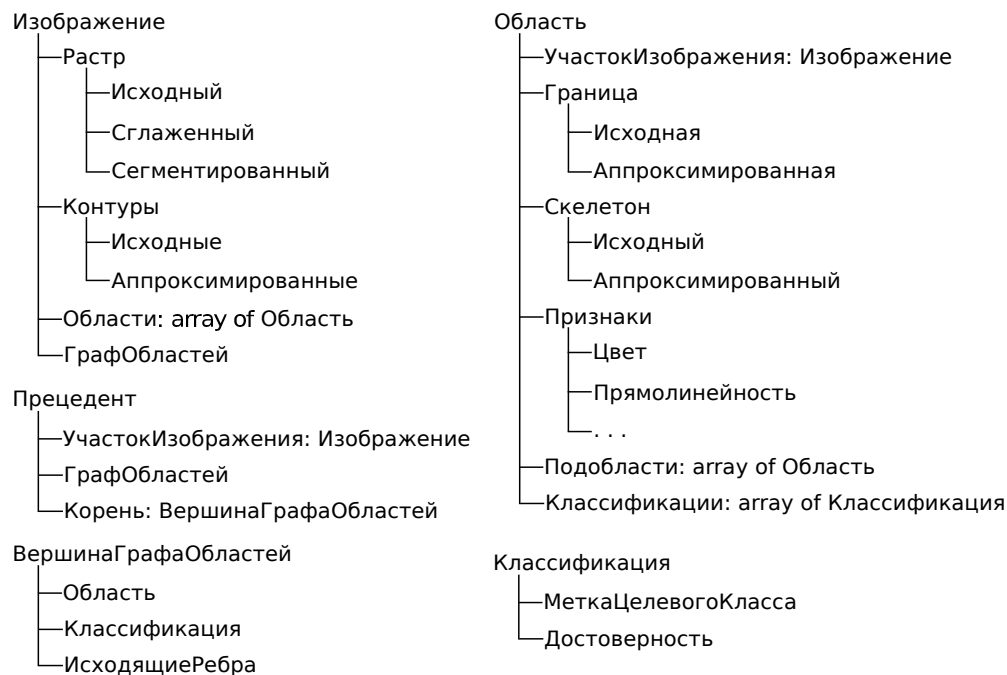 Изображение
Растр
Исходный
Сглаженный
Сегментированный
Контуры
Исходные
Аппроксимированные
Области: array of Область
ГрафОбластей
Прецедент
УчастокИзображения: Изображение
ГрафОбластей
Корень: ВершинаГрафаОбластей
ВершинаГрафаОбластей
Область
Классификация
ИсходящиеРебра
Область
УчастокИзображения: Изображение
Граница
Исходная
Аппроксимированная
Скелетон
Исходный
Аппроксимированный
Признаки
Цвет
Прямолинейность
. . .
Подобласти: array of Область
Классификации: array of Классификация
Классификация
МеткаЦелевогоКласса
Достоверность